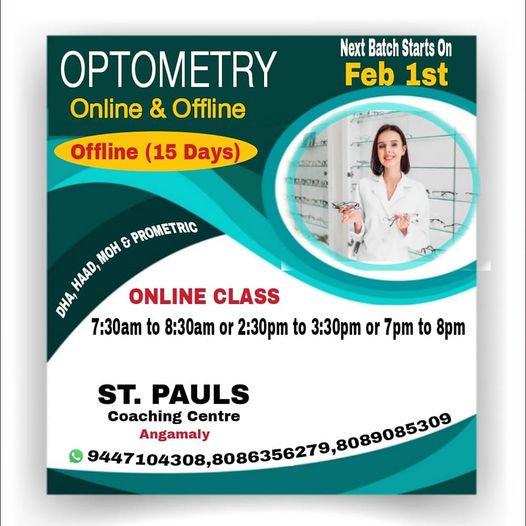 OPTOMETRY
Online & Offline
Offline (15 Days)
Next Batch Starts On
Feb 1st
DHA, HAAD, MOH & PROMETRIC
ONLINE CLASS
7:30am to 8:30am or 2:30pm to 3:30pm or 7pm to 8pm
ST. PAULS
Coaching Centre
Angamaly
9447104308,8086356279,8089085309